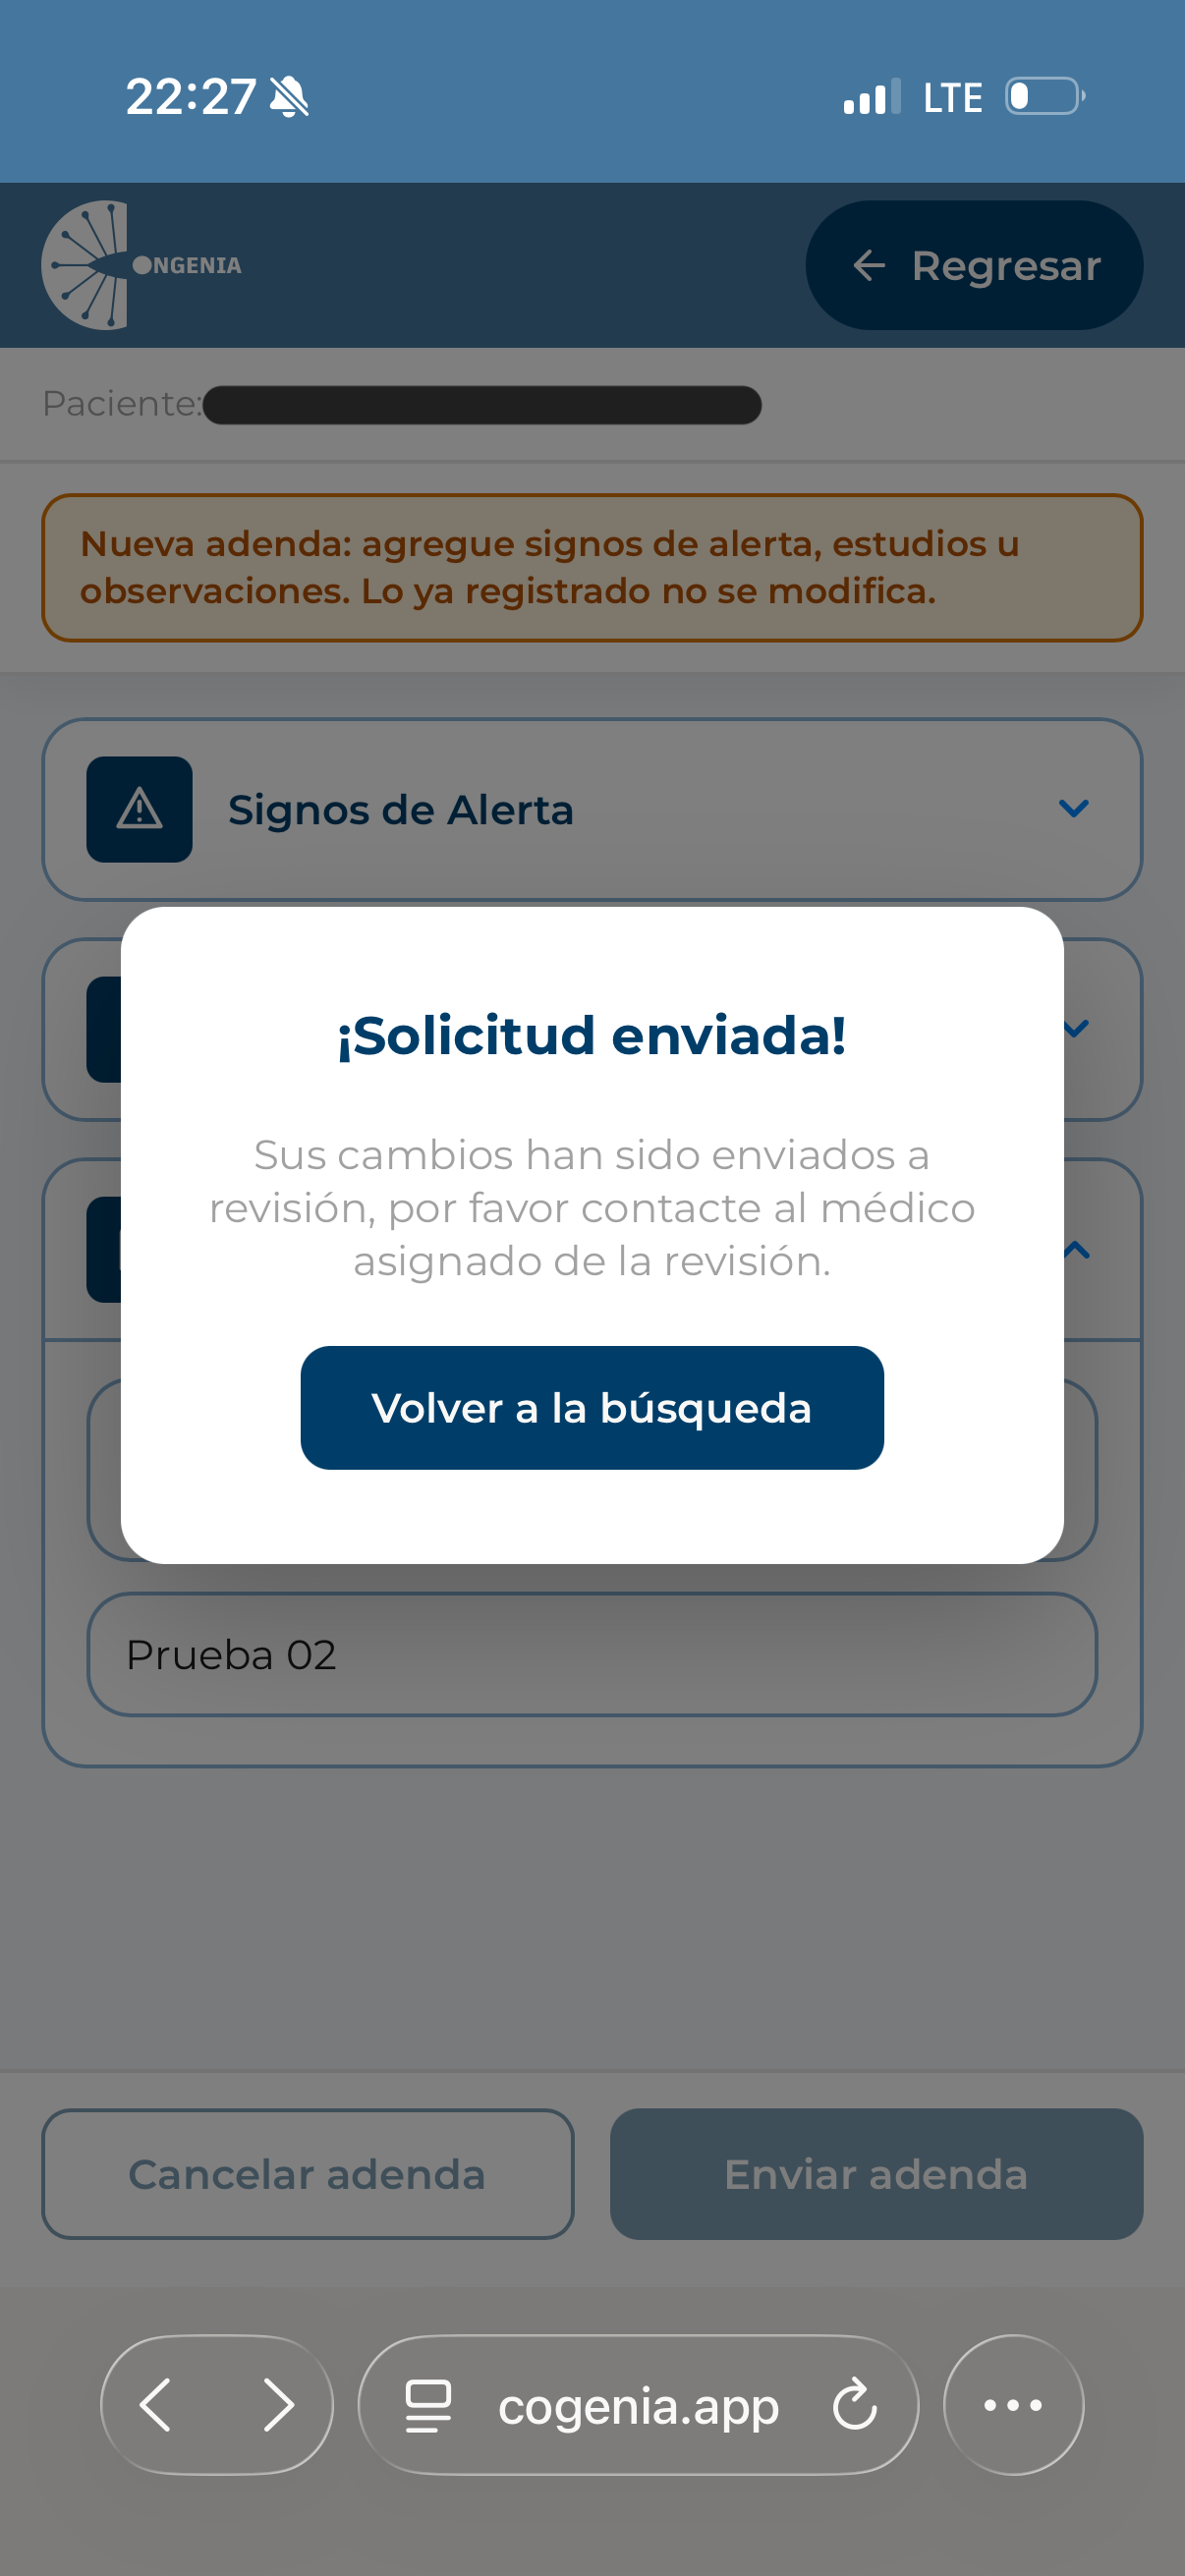 22:27
LTE
ONGENIA
← Regresar
Paciente:
Nueva adenda: agregue signos de alerta, estudios u
observaciones. Lo ya registrado no se modifica.
Signos de Alerta
¡Solicitud enviada!
Sus cambios han sido enviados a
revisión, por favor contacte al médico
asignado de la revisión.
Volver a la búsqueda
Prueba 02
Cancelar adenda
Enviar adenda
cogenia.app